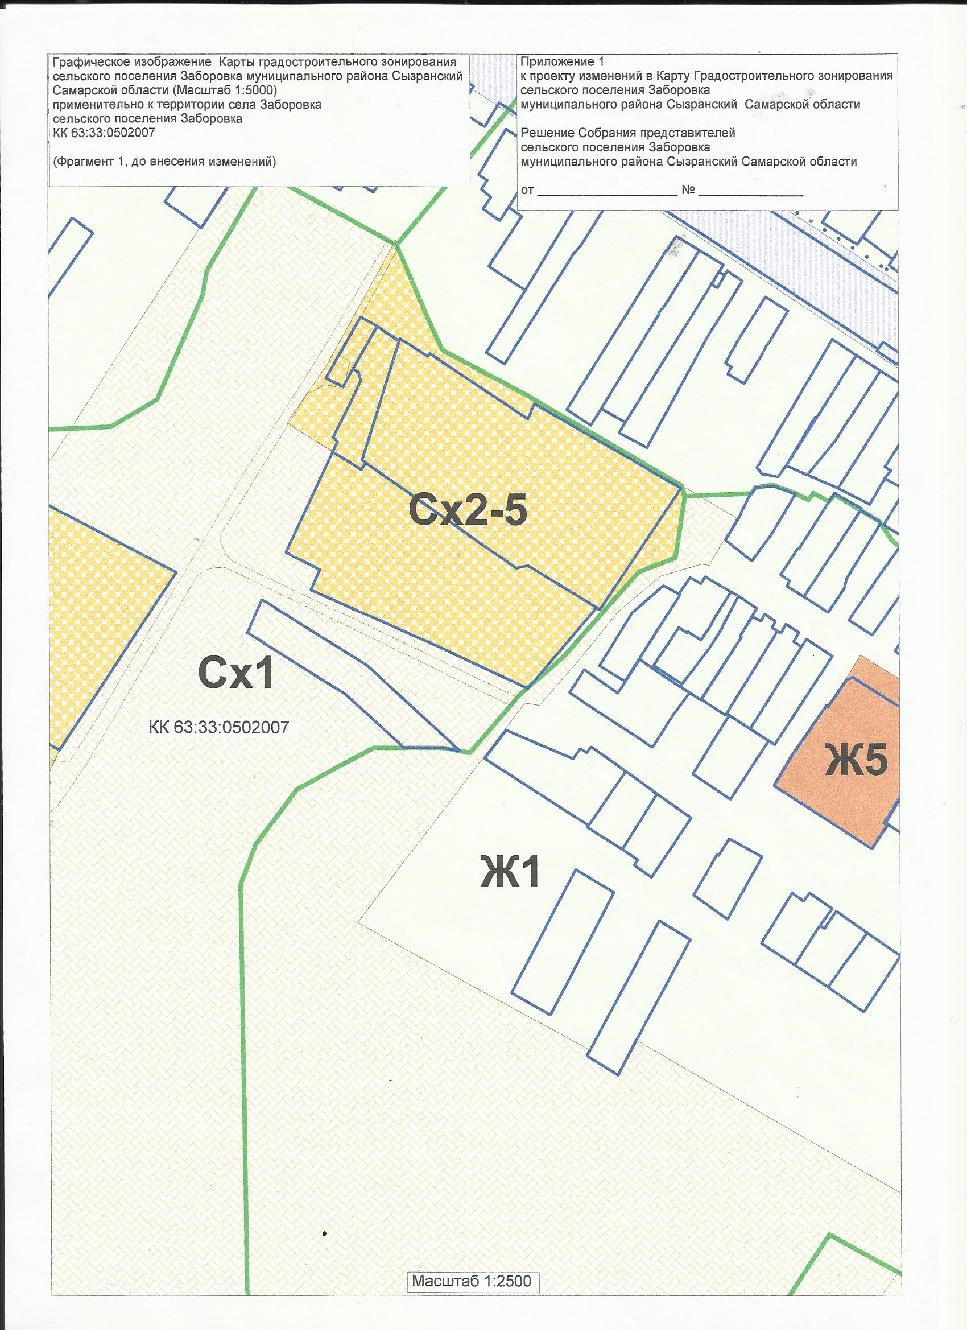 Графическое изображение Карты градостроительного зонирования
сельского поселения Заборовка муниципального района Сызранский
Самарской области (Масштаб 1:5000)
применительно к территории села Заборовка
сельского поселения Заборовка
КК 63:33:0502007
(Фрагмент 1, до внесения изменений)
Приложение 1
к проекту изменений в Карту Градостроительного зонирования
сельского поселения Заборовка
муниципального района Сызранский Самарской области
Решение Собрания представителей
сельского поселения Заборовка
муниципального района Сызранский Самарской области
от ____________________ № _______________
Сх2-5
Сх1
КК 63:33:0502007
Ж5
Ж1
Масштаб 1:2500